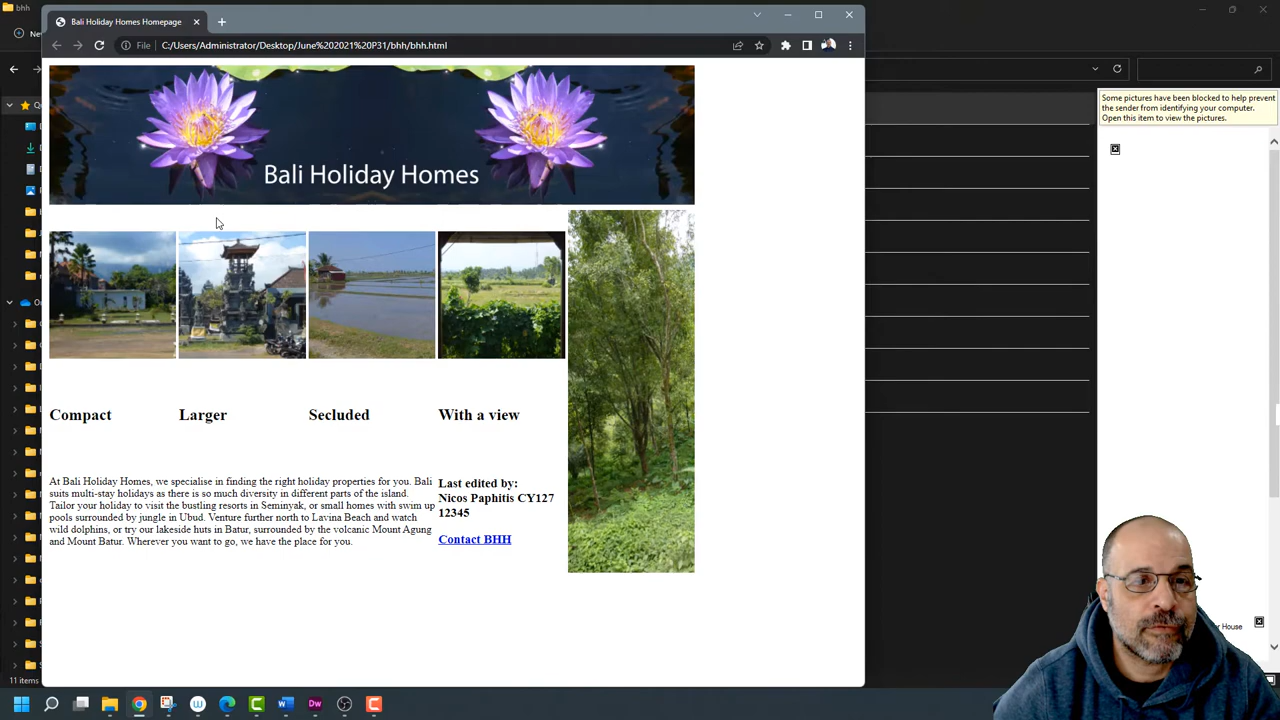 bhh
Bali Holiday Homes Homepage
New
File
C:/Users/Administrator/Desktop/June%202021%20P31/bhh/bhh.html
Some pictures have been blocked to help prevent
the sender from identifying your computer.
Open this item to view the pictures.
Bali Holiday Homes
Compact
Larger
Secluded
With a view
At Bali Holiday Homes, we specialise in finding the right holiday properties for you. Bali
suits multi-stay holidays as there is so much diversity in different parts of the island.
Tailor your holiday to visit the bustling resorts in Seminyak, or small homes with swim up
pools surrounded by jungle in Ubud. Venture further north to Lavina Beach and watch
wild dolphins, or try our lakeside huts in Batur, surrounded by the volcanic Mount Agung
and Mount Batur. Wherever you want to go, we have the place for you.
Last edited by:
Nicos Paphitis CY127
12345
Contact BHH
House
11 items
Dw